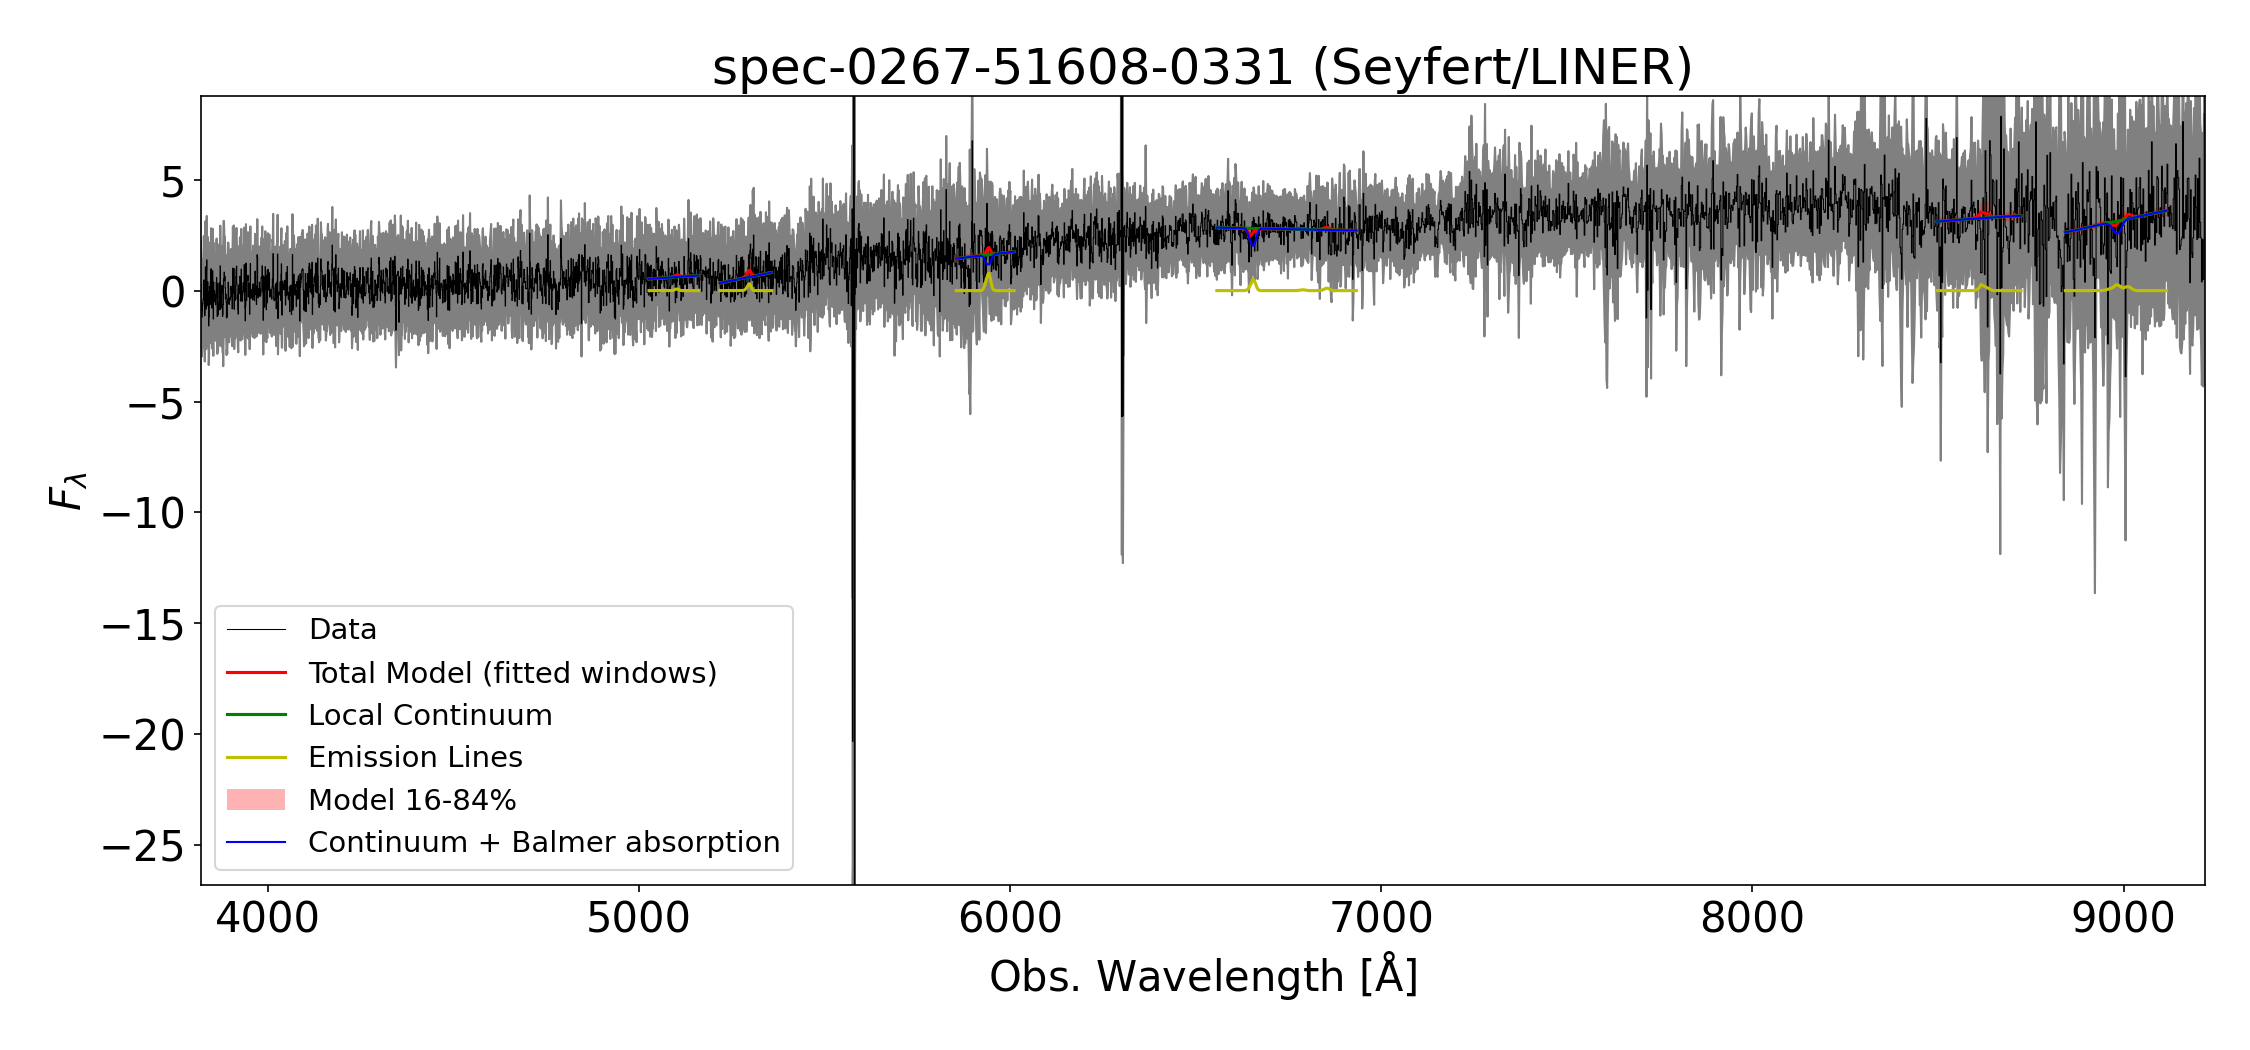 spec-0267-51608-0331 (Seyfert/LINER)
5
0
−5
−10
−15
−20
−25
Fλ
Data
Total Model (fitted windows)
Local Continuum
Emission Lines
Model 16-84%
Continuum + Balmer absorption
4000 5000 6000 7000 8000 9000
Obs. Wavelength [Å]